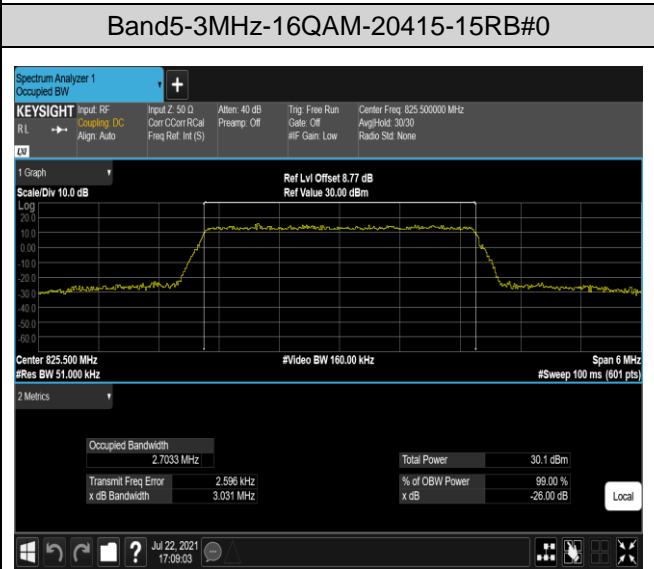 Band5-3MHz-16QAM-20415-15RB#0
Spectrum Analyzer 1
Occupied BW
+
KEYSIGHT
RL
LXI
Input: RF
Coupling: DC
Align: Auto
Input Z: 50 Ω
Corr CCorr RCal
Freq Ref: Int (S)
Atten: 40 dB
Preamp: Off
Trig: Free Run
Gate: Off
#IF Gain: Low
Center Freq: 825.500000 MHz
Avg|Hold: 30/30
Radio Std: None
1 Graph
Scale/Div 10.0 dB
Ref Lvl Offset 8.77 dB
Ref Value 30.00 dBm
Log
20.0
10.0
0.00
-10.0
-20.0
-30.0
-40.0
-50.0
-60.0
Center 825.500 MHz
#Video BW 160.00 kHz
Span 6 MHz
#Res BW 51.000 kHz
#Sweep 100 ms (601 pts)
2 Metrics
Occupied Bandwidth
2.7033 MHz
Total Power 30.1 dBm
Transmit Freq Error 2.596 kHz
% of OBW Power 99.00 %
x dB Bandwidth 3.031 MHz
x dB -26.00 dB
Local
?
Jul 22, 2021
17:09:03